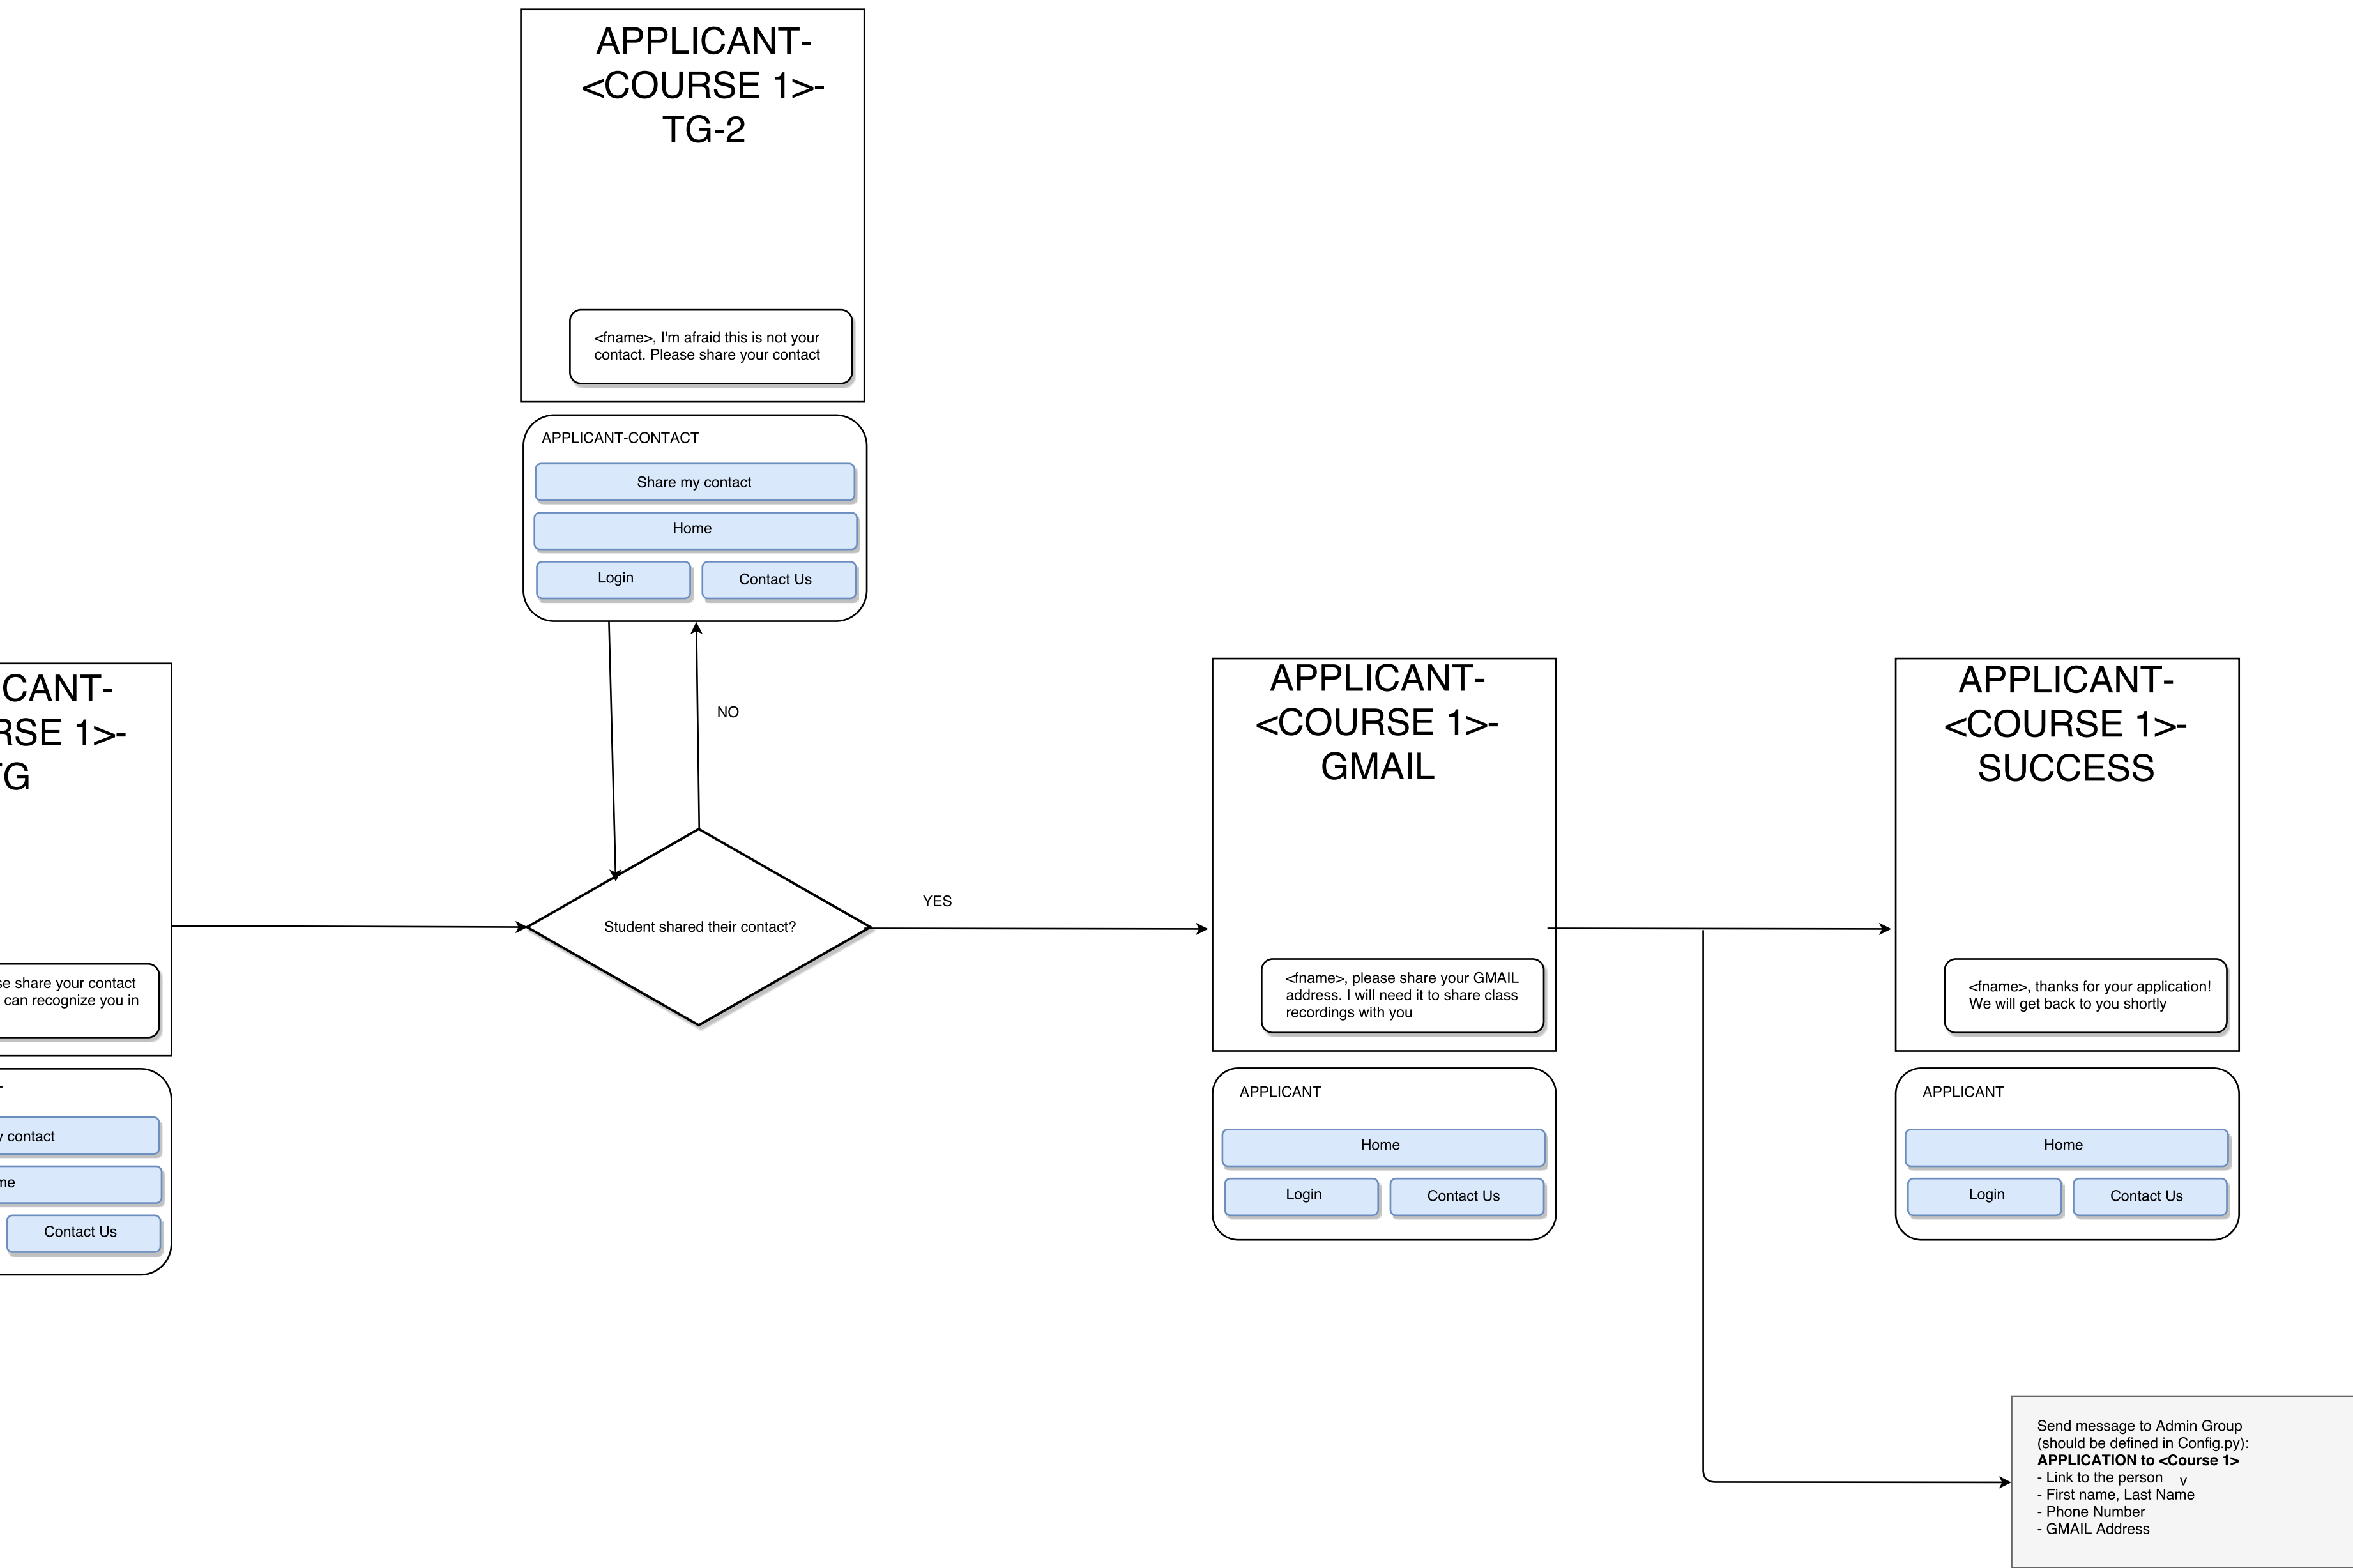 APPLICANT-
<COURSE 1>-
TG-2
<fname>, I'm afraid this is not your
contact. Please share your contact
APPLICANT-CONTACT
Share my contact
Home
Login
Contact Us
NO
CANT-
RSE 1>-
TG
se share your contact
can recognize you in
y contact
me
Contact Us
Student shared their contact?
YES
APPLICANT-
<COURSE 1>-
GMAIL
<fname>, please share your GMAIL
address. I will need it to share class
recordings with you
APPLICANT
Home
Login
Contact Us
APPLICANT-
<COURSE 1>-
SUCCESS
<fname>, thanks for your application!
We will get back to you shortly
APPLICANT
Home
Login
Contact Us
Send message to Admin Group
(should be defined in Config.py):
APPLICATION to <Course 1>
- Link to the person v
- First name, Last Name
- Phone Number
- GMAIL Address